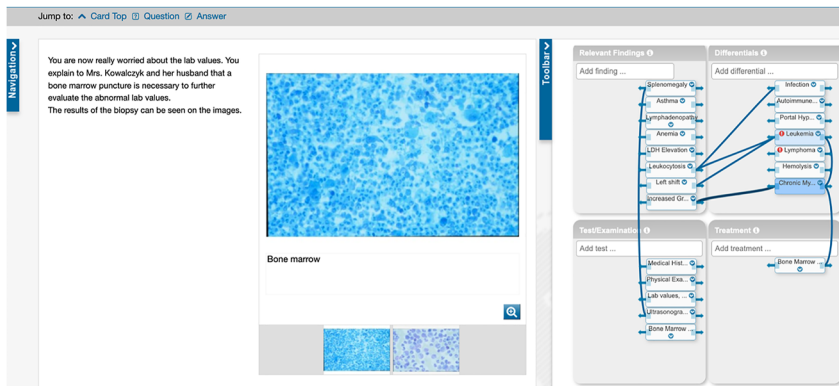 Jump to: Card Top Question Answer
Navigation
You are now really worried about the lab values. You
explain to Mrs. Kowalczyk and her husband that a
bone marrow puncture is necessary to further
evaluate the abnormal lab values.
The results of the biopsy can be seen on the images.
Bone marrow
Toolbar
Relevant Findings
Add finding ...
Splenomegaly
Asthma
Lymphadenopathy
Anemia
LDH Elevation
Leukocytosis
Left shift
Increased Gr...
Differentials
Add differential ...
Infection
Autoimmune...
Portal Hyp...
Leukemia
Lymphoma
Hemolysis
Chronic My...
Test/Examination
Add test ...
Medical Hist...
Physical Exa...
Lab values, ...
Ultrasonogra...
Bone Marrow ...
Treatment
Add treatment ...
Bone Marrow ...